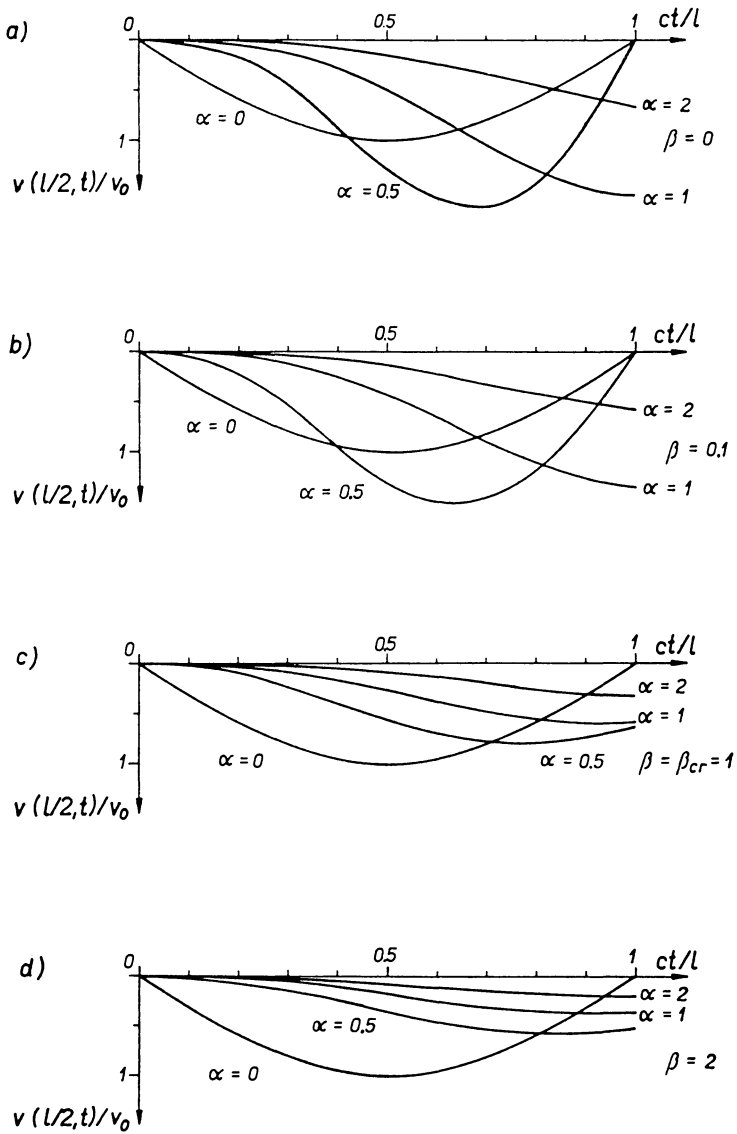 a)
0 0.5 1 ct/l
α = 0
α = 2
1
β = 0
v (l/2, t)/v₀
α = 0.5
α = 1
b)
0 0.5 1 ct/l
α = 0
α = 2
1
β = 0.1
v (l/2, t)/v₀
α = 0.5
α = 1
c)
0 0.5 1 ct/l
α = 2
α = 1
1
α = 0
α = 0.5
β = βcr = 1
v (l/2, t)/v₀
d)
0 0.5 1 ct/l
α = 2
α = 0.5
α = 1
1
α = 0
β = 2
v (l/2, t)/v₀